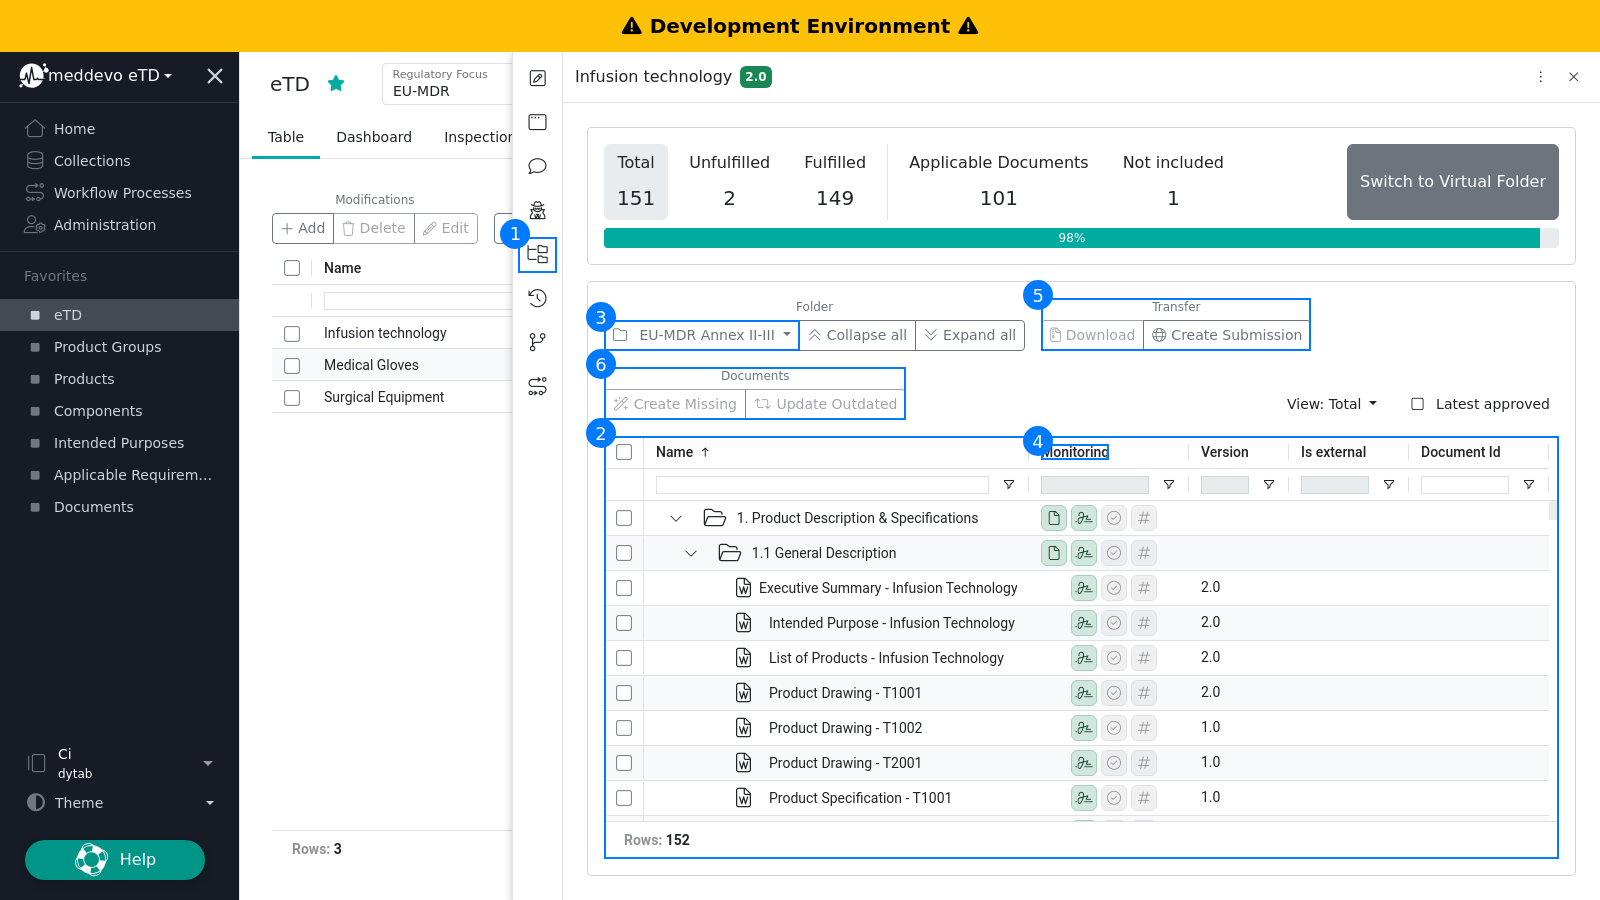 Development Environment
meddevo eTD
Home
Collections
Workflow Processes
Administration
Favorites
eTD
Product Groups
Products
Components
Intended Purposes
Applicable Requirem...
Documents
Ci
dytab
Theme
Help
eTD
Regulatory Focus
EU-MDR
Table
Dashboard
Inspection
Modifications
Add
Delete
Edit
Name
Infusion technology
Medical Gloves
Surgical Equipment
Rows: 3
1
Infusion technology 2.0
Total
151
Unfulfilled
2
Fulfilled
149
Applicable Documents
101
Not included
1
Switch to Virtual Folder
98%
3
Folder
EU-MDR Annex II-III
Collapse all
Expand all
5
Transfer
Download
Create Submission
6
Documents
Create Missing
Update Outdated
View: Total
Latest approved
2
4
Name
Monitoring
Version
Is external
Document Id
1. Product Description & Specifications
1.1 General Description
Executive Summary - Infusion Technology 2.0
Intended Purpose - Infusion Technology 2.0
List of Products - Infusion Technology 2.0
Product Drawing - T1001 2.0
Product Drawing - T1002 1.0
Product Drawing - T2001 1.0
Product Specification - T1001 1.0
Rows: 152